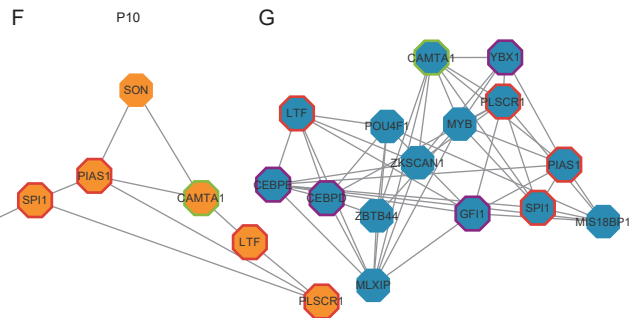 F
P10
SON
PIAS1
SPI1
CAMTA1
LTF
PLSCR1
G
CAMTA1
YBX1
PLSCR1
LTF
POU4F1
MYB
ZKSCAN1
PIAS1
CEBPE
CEBPD
ZBTB44
GFI1
SPI1
MIS18BP1
MLXIP